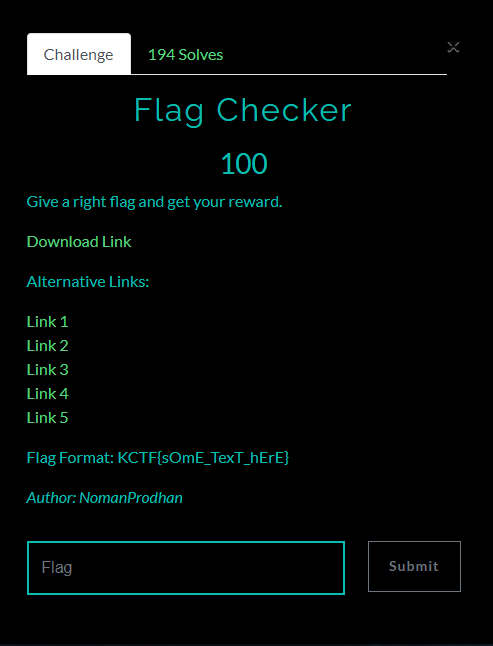 Challenge
194 Solves
Flag Checker
100
Give a right flag and get your reward.
Download Link
Alternative Links:
Link 1
Link 2
Link 3
Link 4
Link 5
Flag Format: KCTF{sOmE_TexT_hErE}
Author: NomanProdhan
Flag
Submit